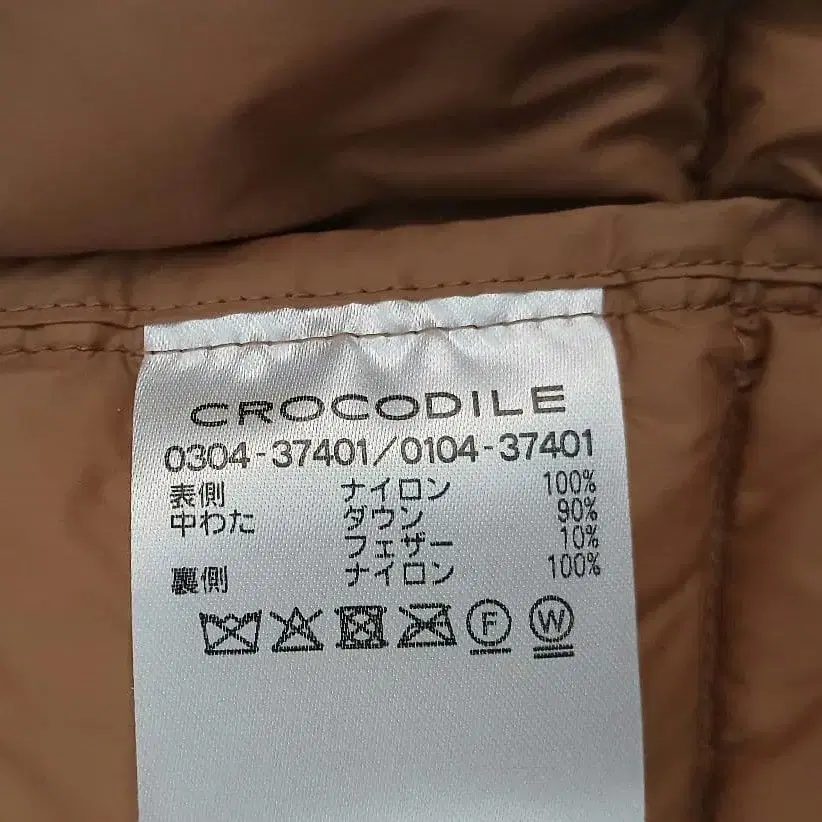 CROCODILE
0304-37401/0104-37401
表側 ナイロン 100%
中わた ダウン 90%
フェザー 10%
裏側 ナイロン 100%
F W